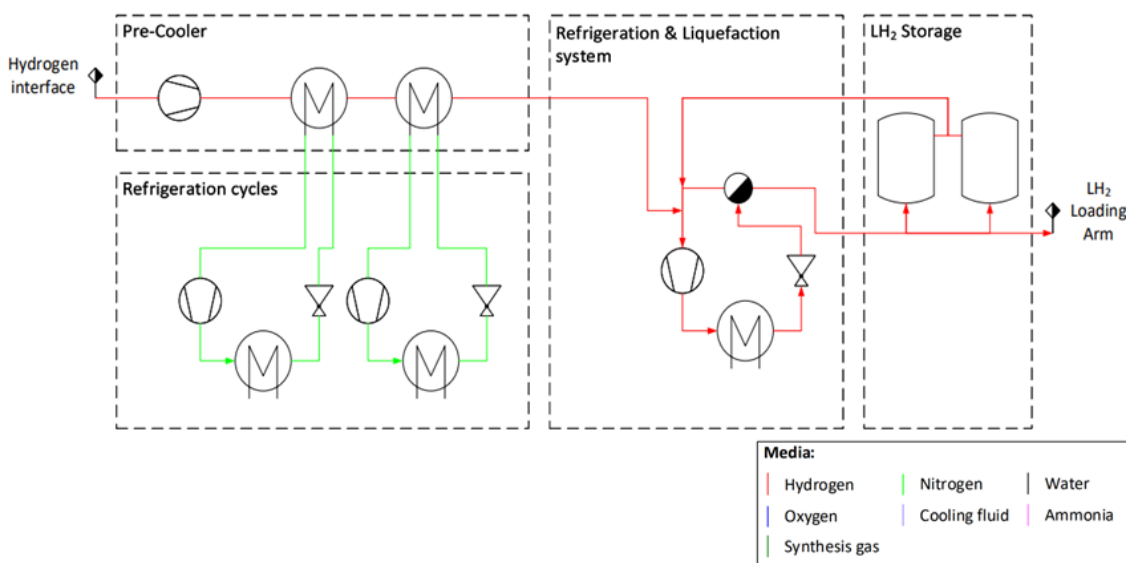 Pre-Cooler
Refrigeration & Liquefaction
system
LH₂ Storage
Hydrogen
interface
Refrigeration cycles
LH₂
Loading
Arm
Media:
Hydrogen
Nitrogen
Water
Oxygen
Cooling fluid
Ammonia
Synthesis gas